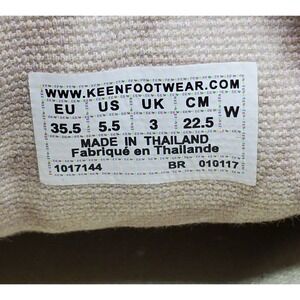 WWW.KEENFOOTWEAR.COM
EU US UK CM W
35.5 5.5 3 22.5
MADE IN THAILAND
Fabriqué en Thaïlande
1017144 BR 010117